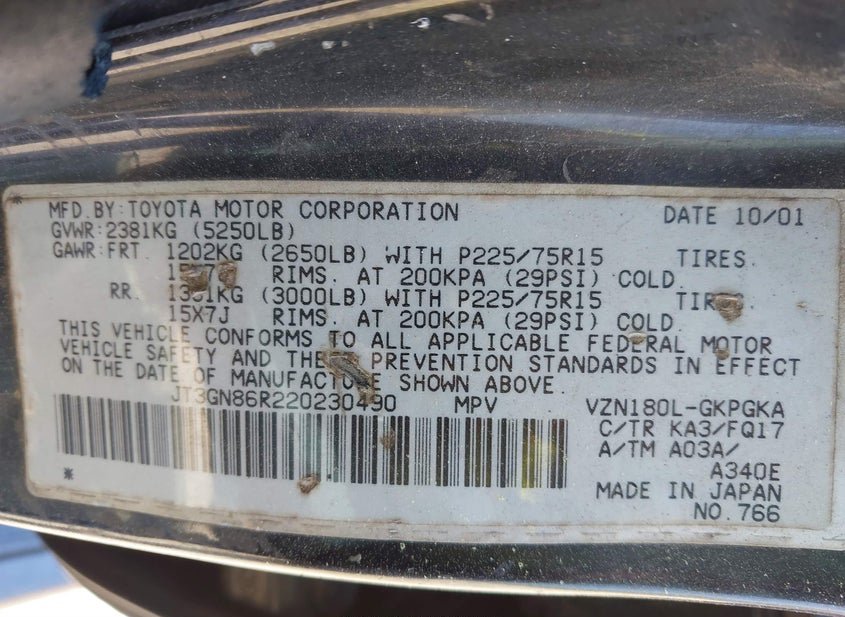 MFD.BY:TOYOTA MOTOR CORPORATION DATE 10/01
GVWR:2381KG (5250LB)
GAWR:FRT. 1202KG (2650LB) WITH P225/75R15 TIRES.
RIMS. AT 200KPA (29PSI) COLD.
RR. (3000LB) WITH P225/75R15
15X7J RIMS. AT 200KPA (29PSI) COLD.
THIS VEHICLE CONFORMS TO ALL APPLICABLE FEDERAL MOTOR
VEHICLE SAFETY AND THEFT PREVENTION STANDARDS IN EFFECT
ON THE DATE OF MANUFACTURE SHOWN ABOVE.
JT3GN86R220230490 MPV VZN180L-GKPGKA
C/TR KA3/FQ17
A/TM A03A/
A340E
MADE IN JAPAN
NO.766